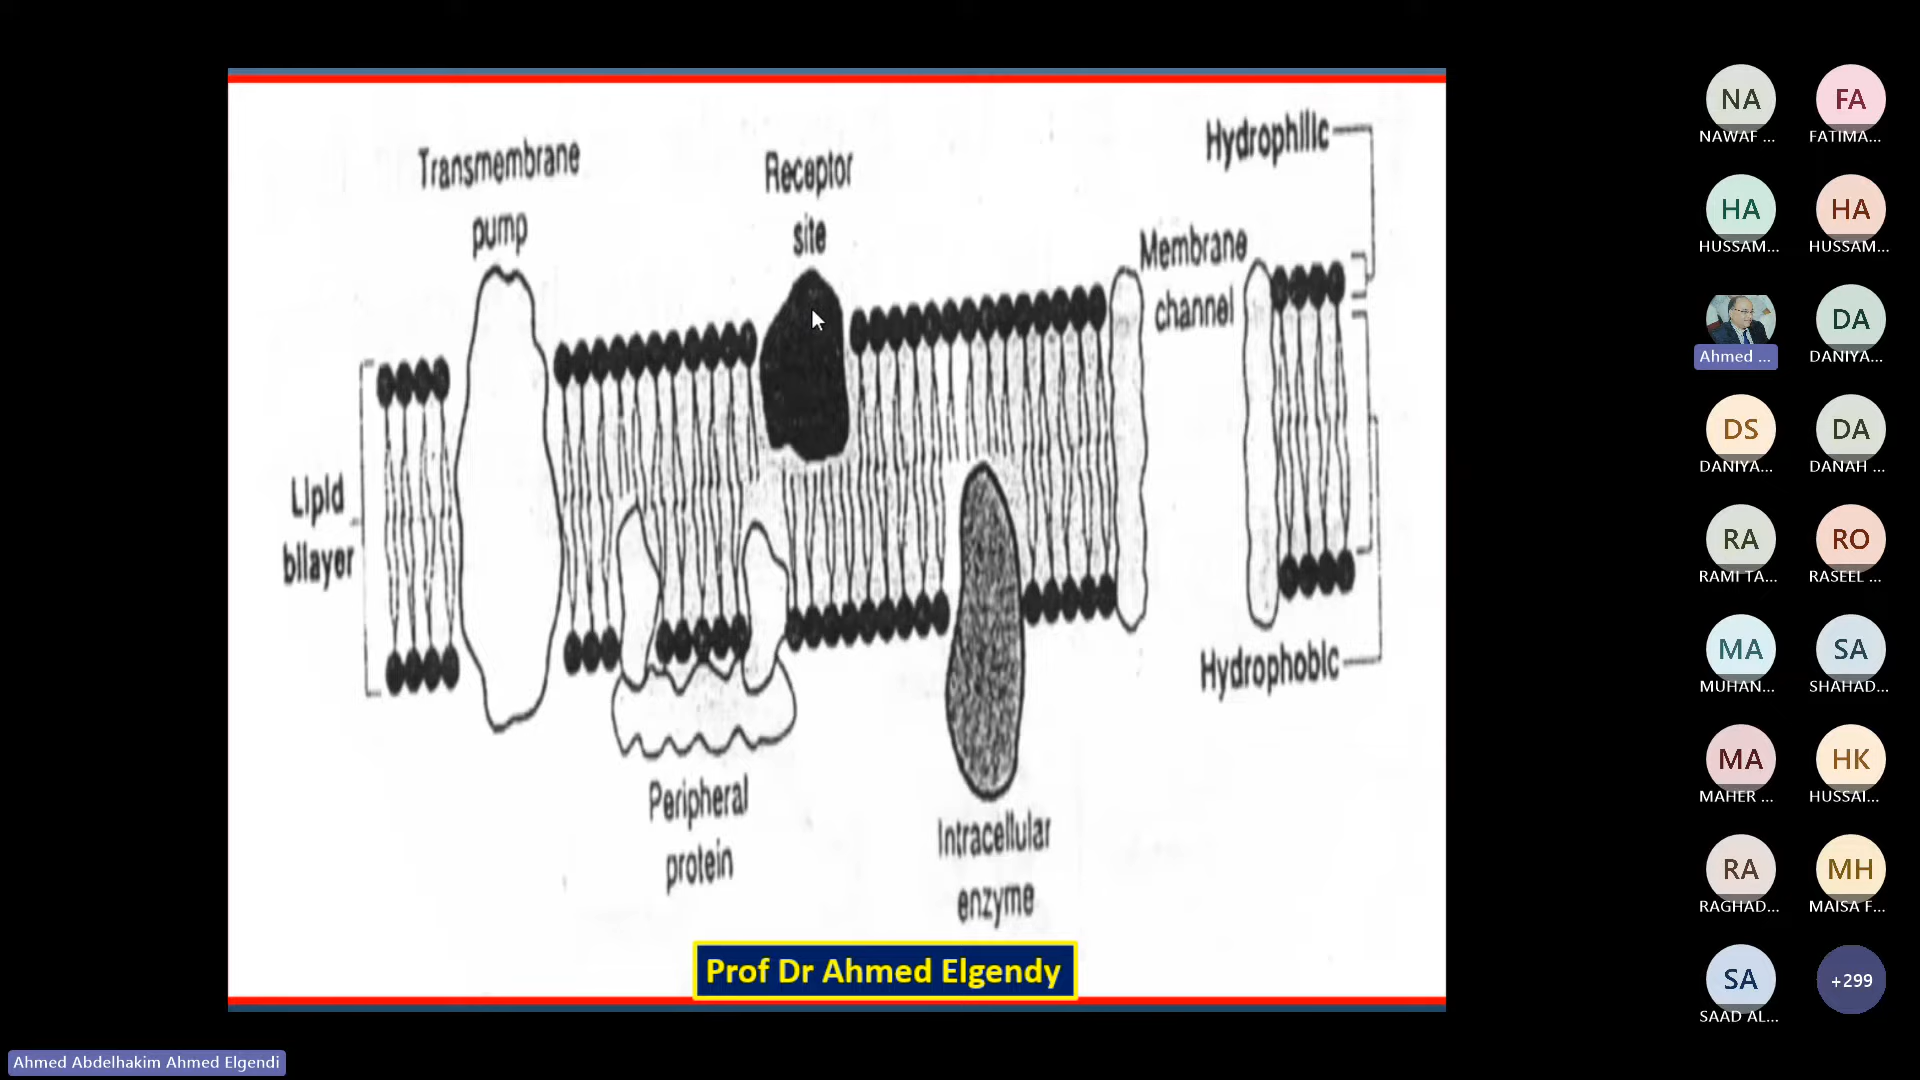 Transmembrane
pump
Receptor
site
Hydrophilic
Membrane
channel
Lipid
bilayer
Hydrophobic
Peripheral
protein
Intracellular
enzyme
Prof Dr Ahmed Elgendy
NA
NAWAF ...
FA
FATIMA...
HA
HUSSAM...
HA
HUSSAM...
Ahmed ...
DA
DANIYA...
DS
DANIYA...
DA
DANAH ...
RA
RAMI TA...
RO
RASEEL ...
MA
MUHAN...
SA
SHAHAD...
MA
MAHER ...
HK
HUSSAI...
RA
RAGHAD...
MH
MAISA F...
SA
SAAD AL...
+299
Ahmed Abdelhakim Ahmed Elgendi